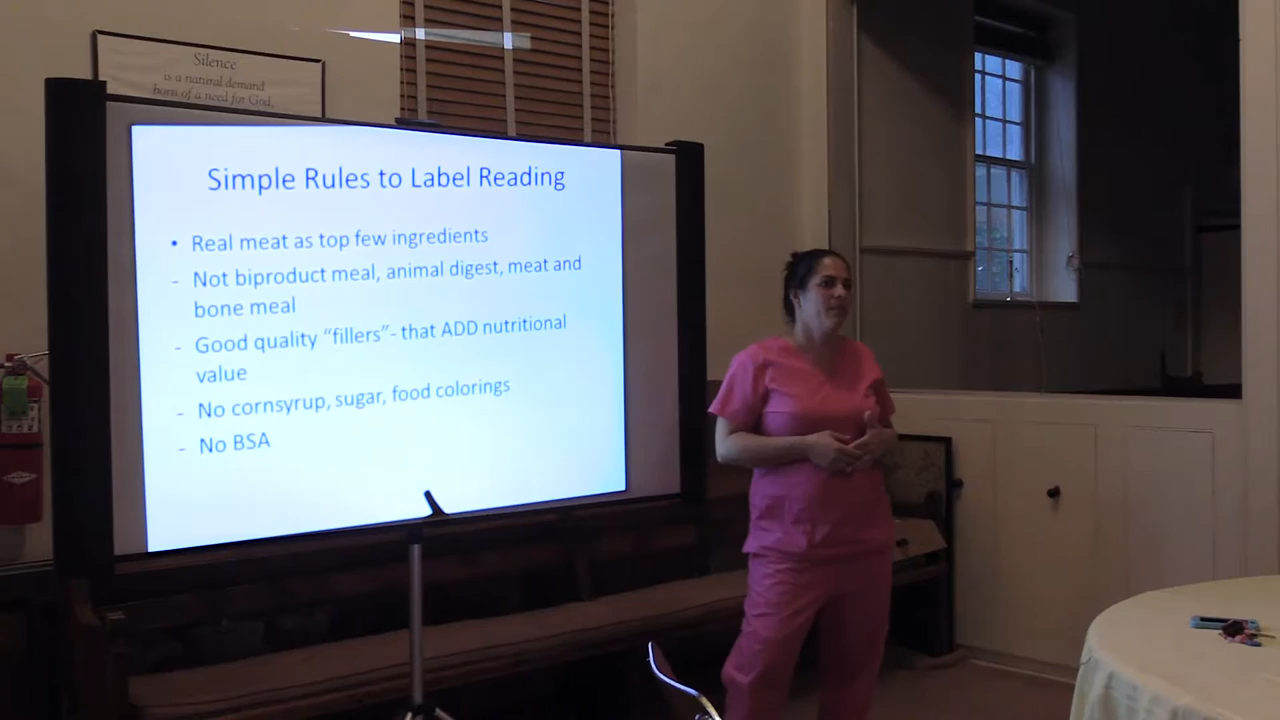 Silence
is a natural demand
born of a need for God,
Simple Rules to Label Reading
• Real meat as top few ingredients
- Not biproduct meal, animal digest, meat and
bone meal
- Good quality “fillers”- that ADD nutritional
value
- No cornsyrup, sugar, food colorings
- No BSA